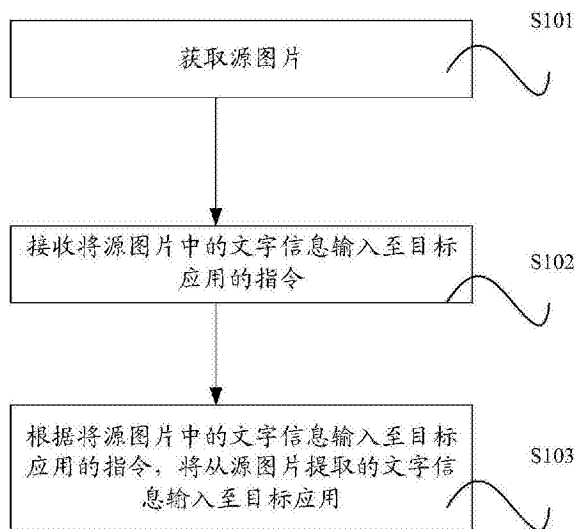 S101
获取源图片
接收将源图片中的文字信息输入至目标
应用的指令
S102
根据将源图片中的文字信息输入至目标
应用的指令，将从源图片提取的文字信
息输入至目标应用
S103